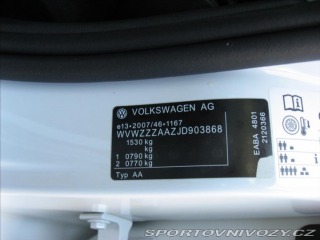 VOLKSWAGEN AG
e13*2007/46*1167
WVWZZZAAZJD903868
1530 kg
kg
1 0790 kg
2 0770 kg
Typ AA
EABA 4801
2120366
SPORTOVNIVOZY.CZ